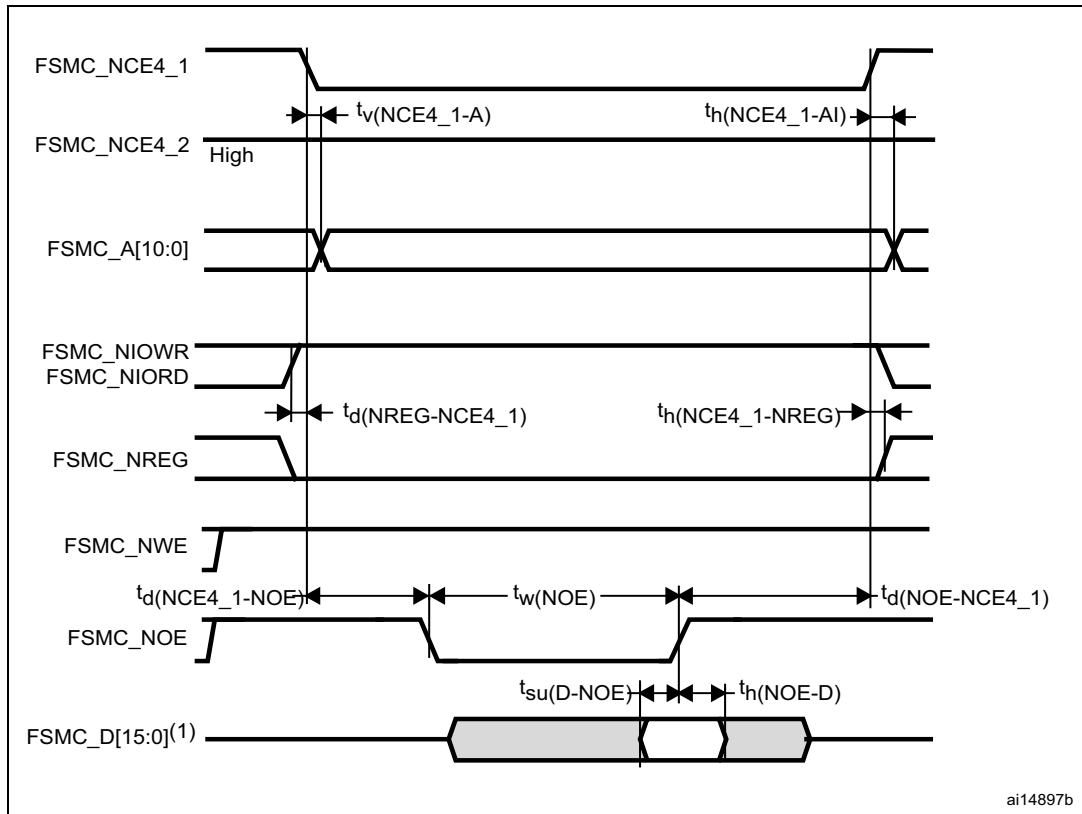 FSMC_NCE4_1
tv(NCE4_1-A)
th(NCE4_1-AI)
FSMC_NCE4_2
High
FSMC_A[10:0]
FSMC_NIOWR
FSMC_NIORD
td(NREG-NCE4_1)
th(NCE4_1-NREG)
FSMC_NREG
FSMC_NWE
td(NCE4_1-NOE)
tw(NOE)
td(NOE-NCE4_1)
FSMC_NOE
tsu(D-NOE)
th(NOE-D)
FSMC_D[15:0](1)
ai14897b